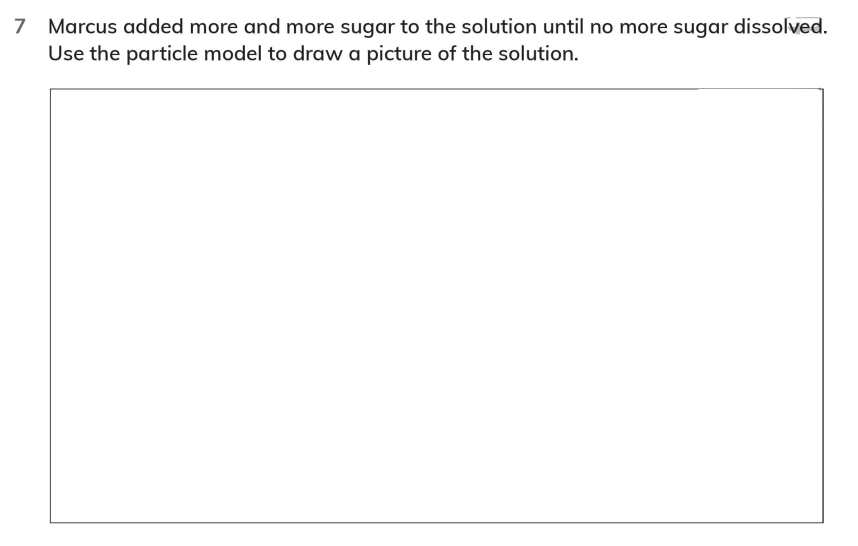 7 Marcus added more and more sugar to the solution until no more sugar dissolved.
Use the particle model to draw a picture of the solution.